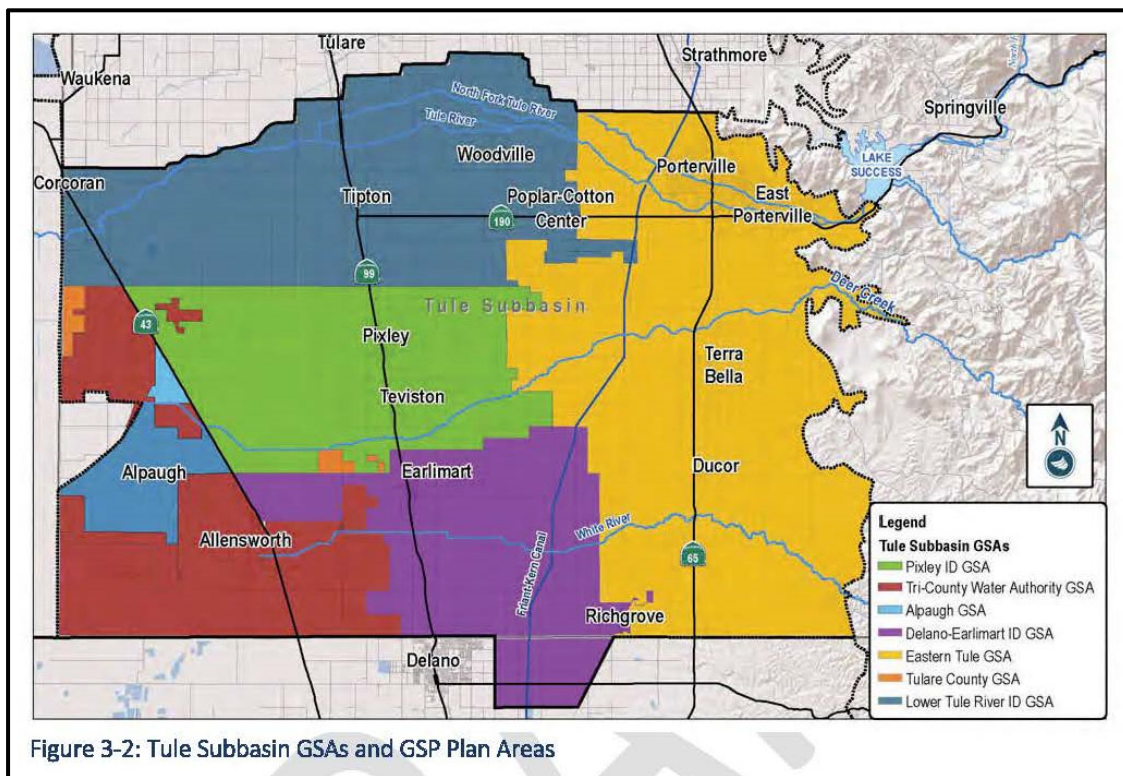 Tulare
Strathmore
Waukena
North Fork Tule River
Springville
Tule River
Woodville
Porterville
LAKE
SUCCESS
Corcoran
Tipton
Poplar-Cotton
Center
East
Porterville
190
99
Deer Creek
Tule Subbasin
43
Pixley
Terra
Bella
Teviston
N
Alpaugh
Earlimart
Ducor
Allensworth
White River
65
Friant-Kern Canal
Richgrove
Delano
Legend
Tule Subbasin GSAs
Pixley ID GSA
Tri-County Water Authority GSA
Alpaugh GSA
Delano-Earlimart ID GSA
Eastern Tule GSA
Tulare County GSA
Lower Tule River ID GSA
Figure 3-2: Tule Subbasin GSAs and GSP Plan Areas